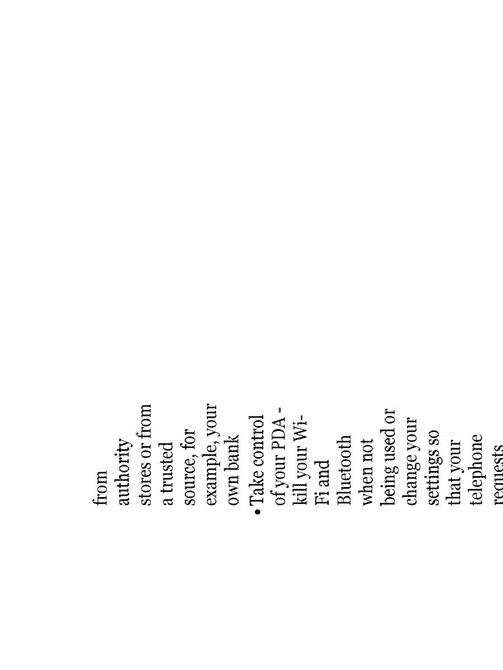 from
authority
stores or from
a trusted
source, for
example, your
own bank
• Take control
of your PDA -
kill your Wi-
Fi and
Bluetooth
when not
being used or
change your
settings so
that your
telephone
requests